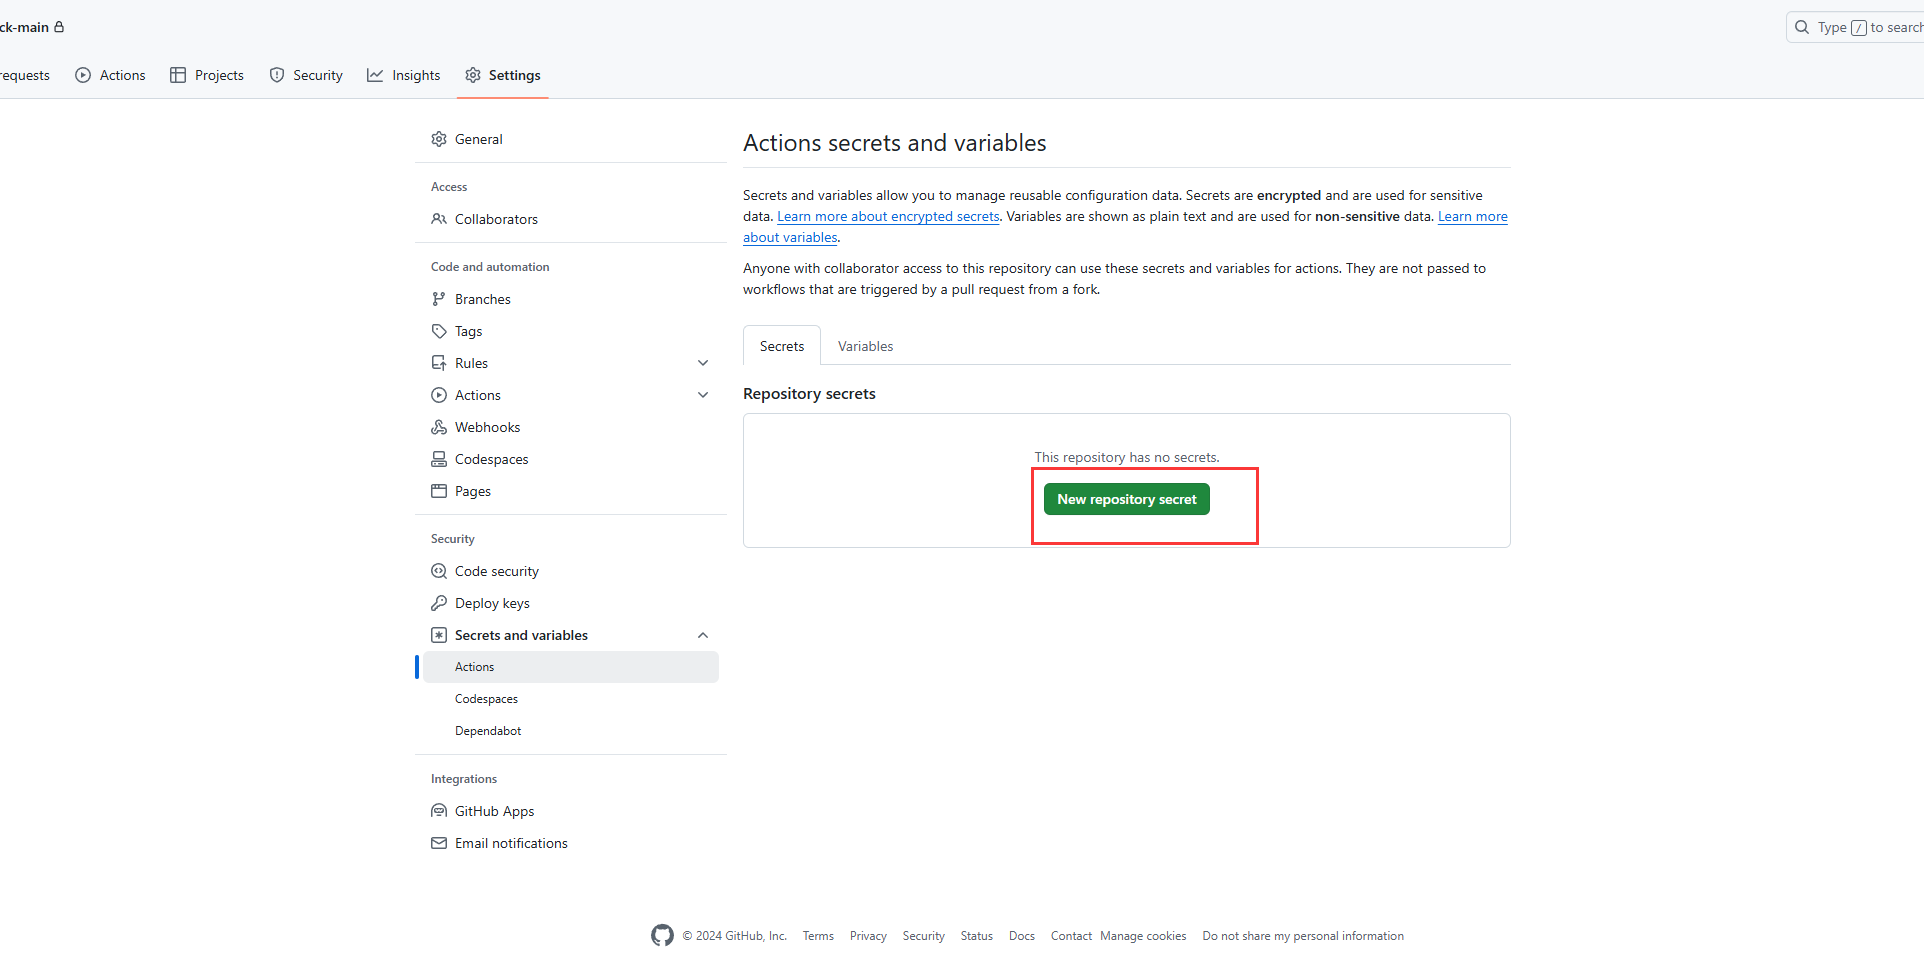 ck-main
Type / to search
requests
Actions
Projects
Security
Insights
Settings
General
Access
Collaborators
Code and automation
Branches
Tags
Rules
Actions
Webhooks
Codespaces
Pages
Security
Code security
Deploy keys
Secrets and variables
Actions
Codespaces
Dependabot
Integrations
GitHub Apps
Email notifications
Actions secrets and variables
Secrets and variables allow you to manage reusable configuration data. Secrets are encrypted and are used for sensitive
data. Learn more about encrypted secrets. Variables are shown as plain text and are used for non-sensitive data. Learn more
about variables.
Anyone with collaborator access to this repository can use these secrets and variables for actions. They are not passed to
workflows that are triggered by a pull request from a fork.
Secrets
Variables
Repository secrets
This repository has no secrets.
New repository secret
© 2024 GitHub, Inc. Terms Privacy Security Status Docs Contact Manage cookies Do not share my personal information